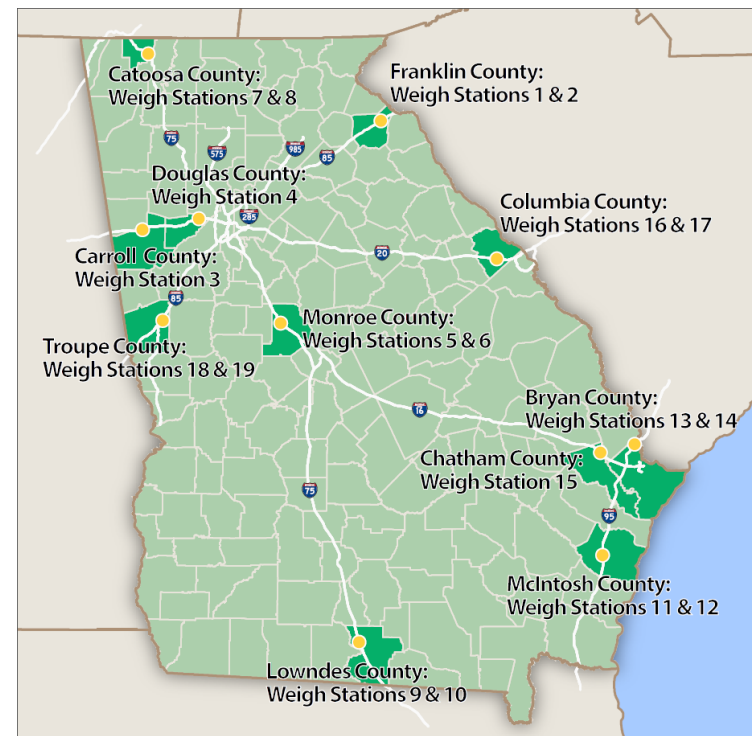 Catoosa County:
Weigh Stations 7 & 8
Franklin County:
Weigh Stations 1 & 2
75
575
985
85
Douglas County:
Weigh Station 4
285
Columbia County:
Weigh Stations 16 & 17
20
Carroll County:
Weigh Station 3
85
Monroe County:
Weigh Stations 5 & 6
Troupe County:
Weigh Stations 18 & 19
Bryan County:
Weigh Stations 13 & 14
16
Chatham County:
Weigh Station 15
75
95
McIntosh County:
Weigh Stations 11 & 12
Lowndes County:
Weigh Stations 9 & 10